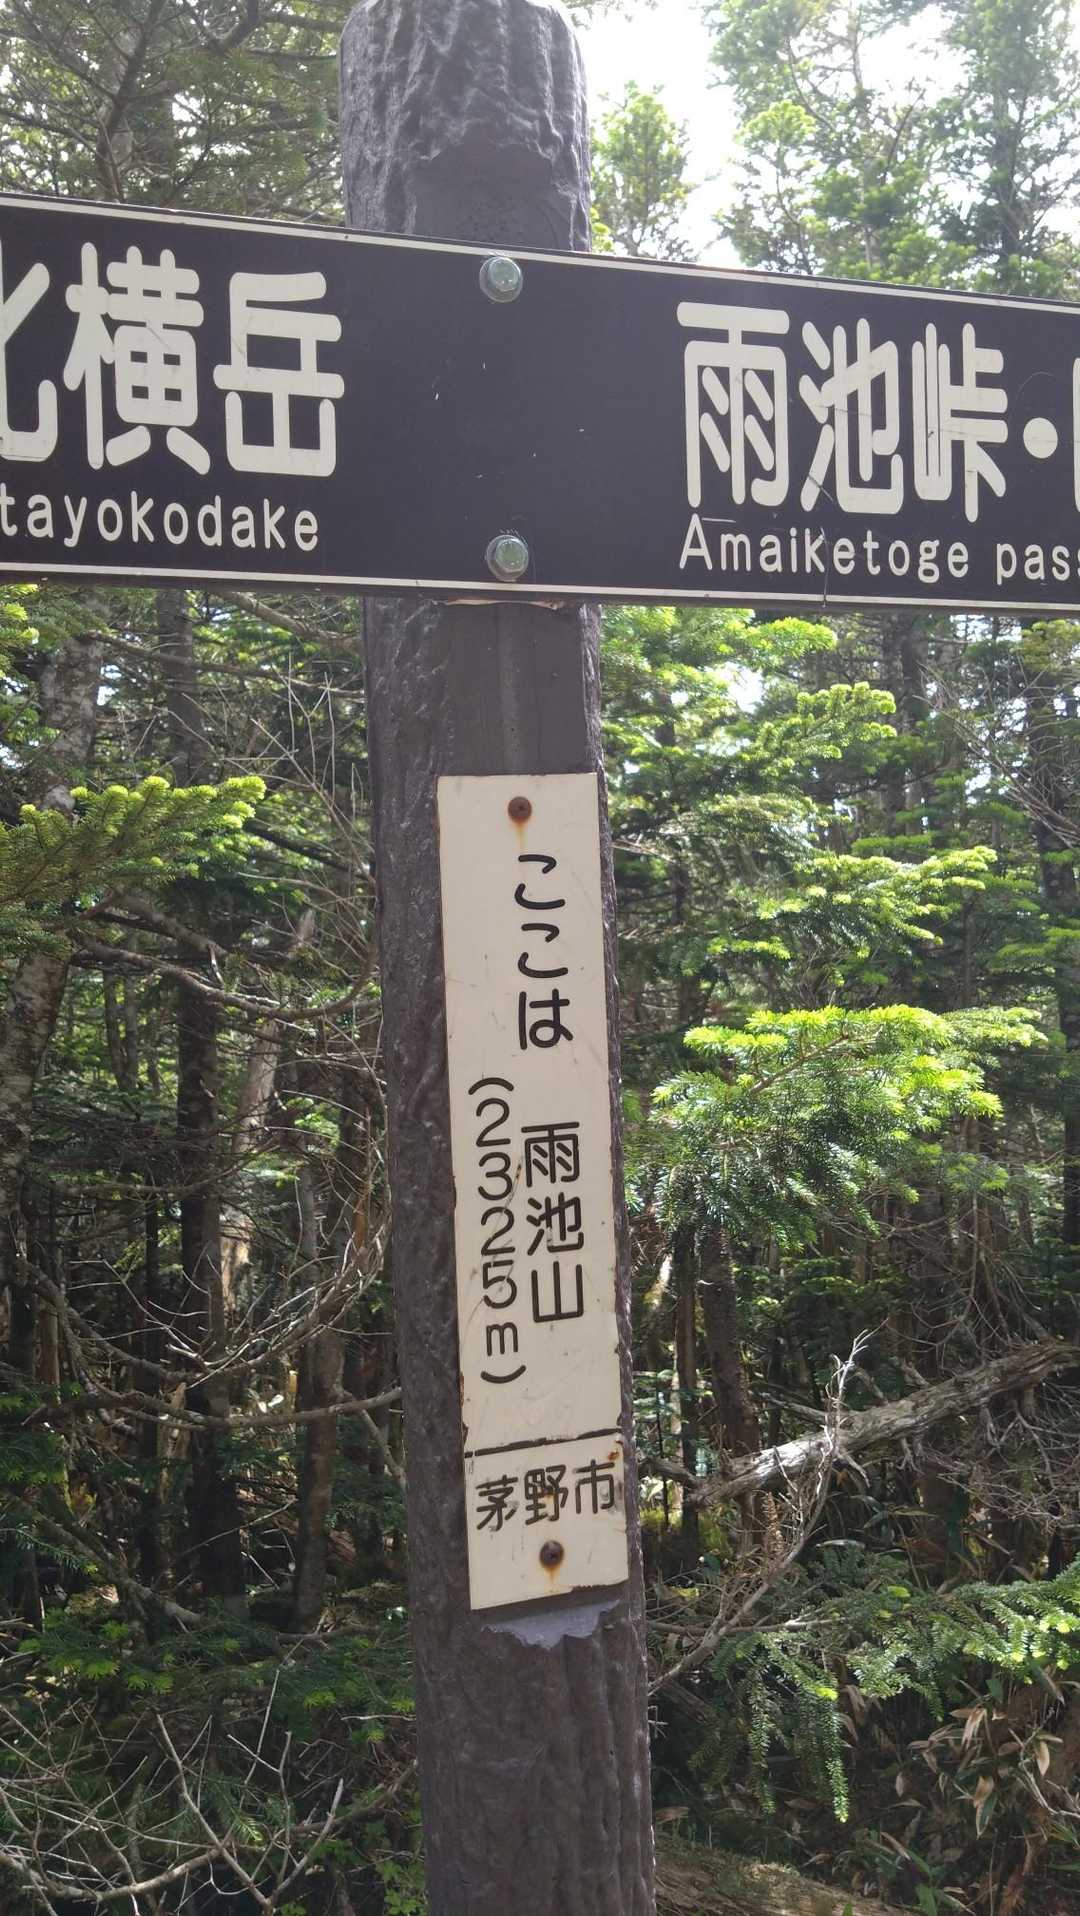 北横岳
tayokodake
雨池峠・
Amaiketoge pass
ここは 雨池山
(2325m)
茅野市